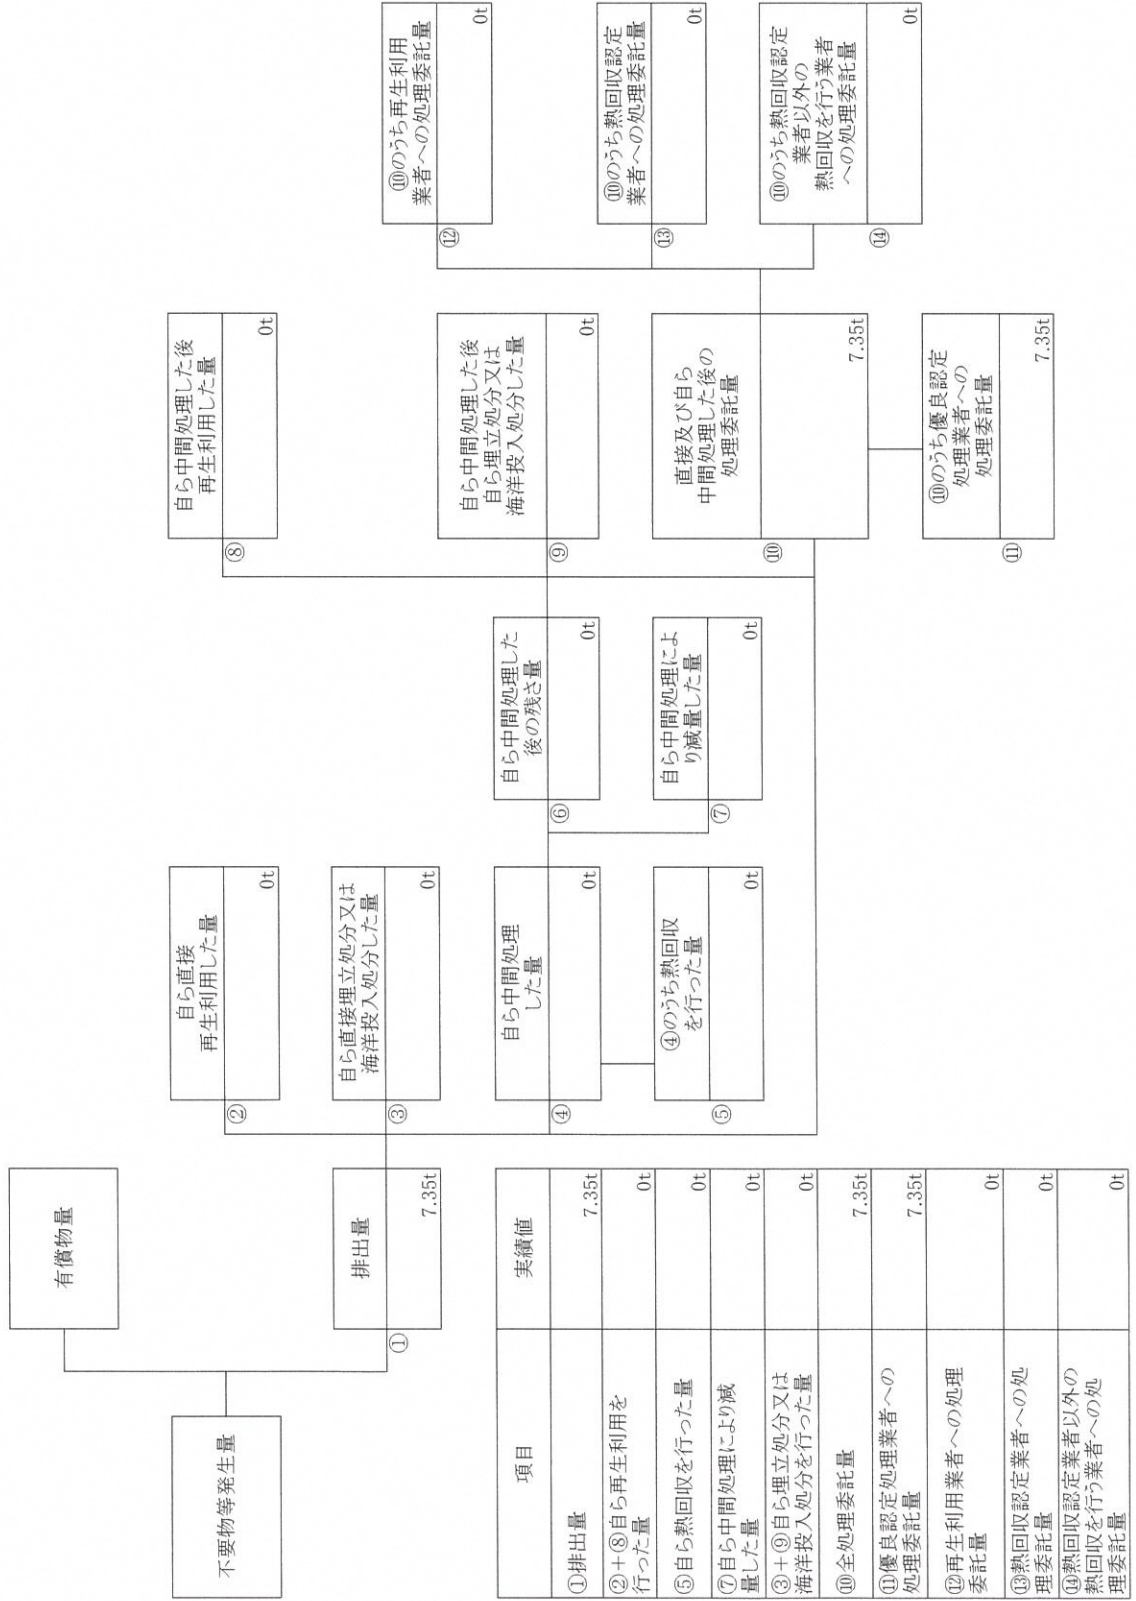 不要物等発生量
有償物量
排出量
①
7.35t
自ら直接
再生利用した量
②
0t
自ら直接埋立処分又は
海洋投入処分した量
③
0t
自ら中間処理
した量
④
0t
④のうち熱回収
を行った量
⑤
0t
自ら中間処理した
後の残さ量
⑥
0t
自ら中間処理によ
り減量した量
⑦
0t
自ら中間処理した後
再生利用した量
⑧
0t
自ら中間処理した後
自ら埋立処分又は
海洋投入処分した量
⑨
0t
直接及び自ら
中間処理した後の
処理委託量
⑩
7.35t
⑩のうち優良認定
処理業者への
処理委託量
⑪
7.35t
⑩のうち再生利用
業者への処理委託量
⑫
0t
⑩のうち熱回収認定
業者への処理委託量
⑬
0t
⑩のうち熱回収認定
業者以外の
熱回収を行う業者
への処理委託量
⑭
0t
項目 実績値
①排出量 7.35t
②+⑧自ら再生利用を
行った量 0t
⑤自ら熱回収を行った量 0t
⑦自ら中間処理により減
量した量 0t
③+⑨自ら埋立処分又は
海洋投入処分を行った量 0t
⑩全処理委託量 7.35t
⑪優良認定処理業者への
処理委託量 7.35t
⑫再生利用業者への処理
委託量 0t
⑬熱回収認定業者への処
理委託量 0t
⑭熱回収認定業者以外の
熱回収を行う業者への処
理委託量 0t